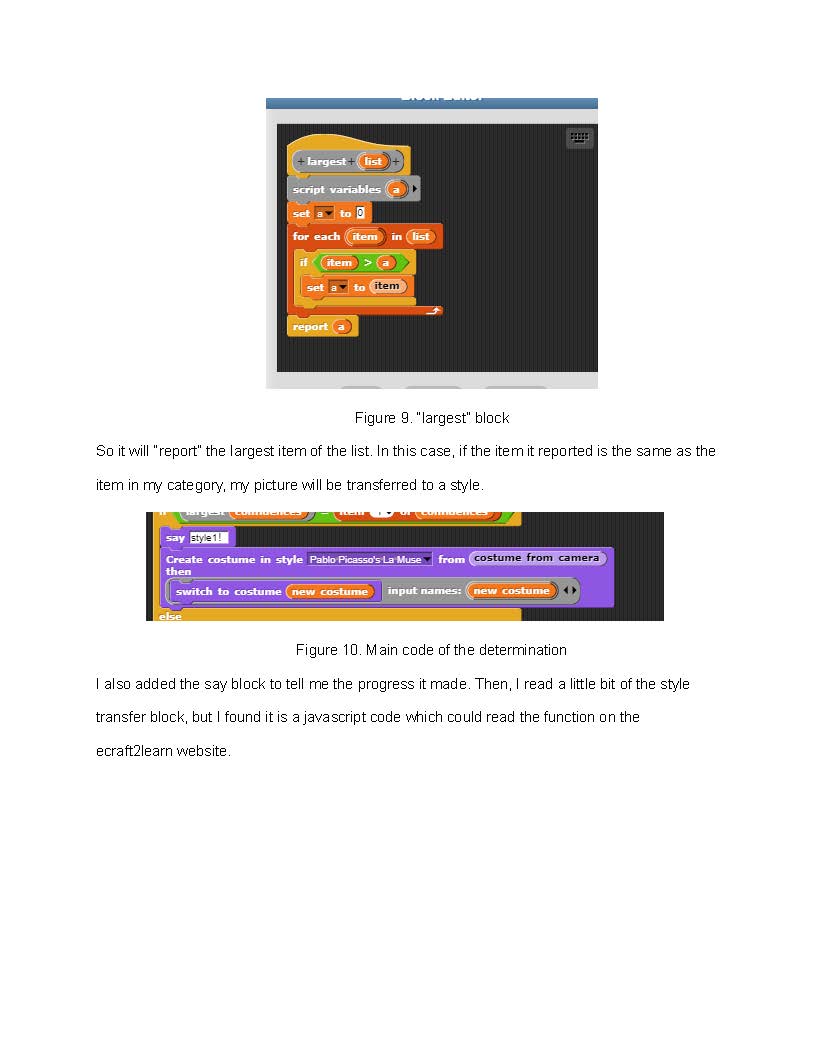 + largest + list +
script variables a
set a to 0
for each item in list
if item > a
set a to item
report a
Figure 9. “largest” block
So it will “report” the largest item of the list. In this case, if the item it reported is the same as the
item in my category, my picture will be transferred to a style.
if largest confidences = item of confidences
say style1!
Create costume in style Pablo Picasso's La Muse from costume from camera
then
switch to costume new costume input names: new costume
else
Figure 10. Main code of the determination
I also added the say block to tell me the progress it made. Then, I read a little bit of the style
transfer block, but I found it is a javascript code which could read the function on the
ecraft2learn website.